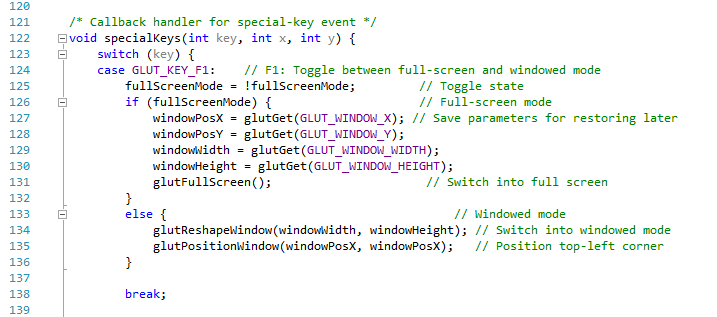 120
121 /* Callback handler for special-key event */
122 void specialKeys(int key, int x, int y) {
123     switch (key) {
124     case GLUT_KEY_F1:    // F1: Toggle between full-screen and windowed mode
125         fullScreenMode = !fullScreenMode;         // Toggle state
126         if (fullScreenMode) {                     // Full-screen mode
127             windowPosX = glutGet(GLUT_WINDOW_X); // Save parameters for restoring later
128             windowPosY = glutGet(GLUT_WINDOW_Y);
129             windowWidth = glutGet(GLUT_WINDOW_WIDTH);
130             windowHeight = glutGet(GLUT_WINDOW_HEIGHT);
131             glutFullScreen();                      // Switch into full screen
132         }
133         else {                                         // Windowed mode
134             glutReshapeWindow(windowWidth, windowHeight); // Switch into windowed mode
135             glutPositionWindow(windowPosX, windowPosX);   // Position top-left corner
136         }
137
138         break;
139